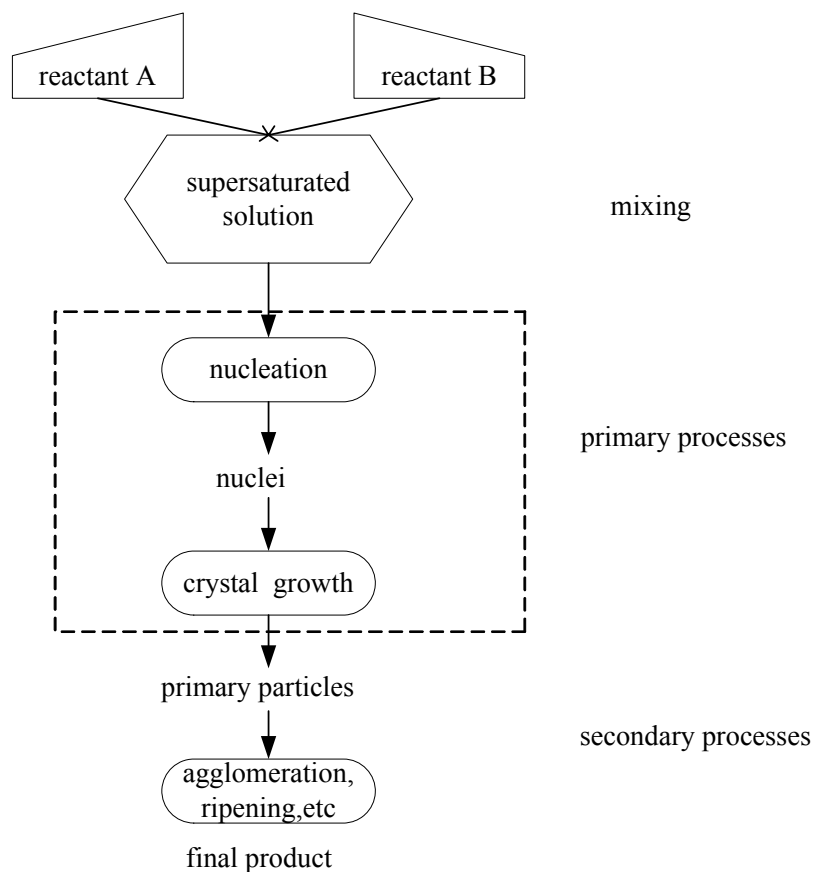 reactant A
reactant B
supersaturated
solution
mixing
nucleation
primary processes
nuclei
crystal growth
primary particles
secondary processes
agglomeration,
ripening,etc
final product